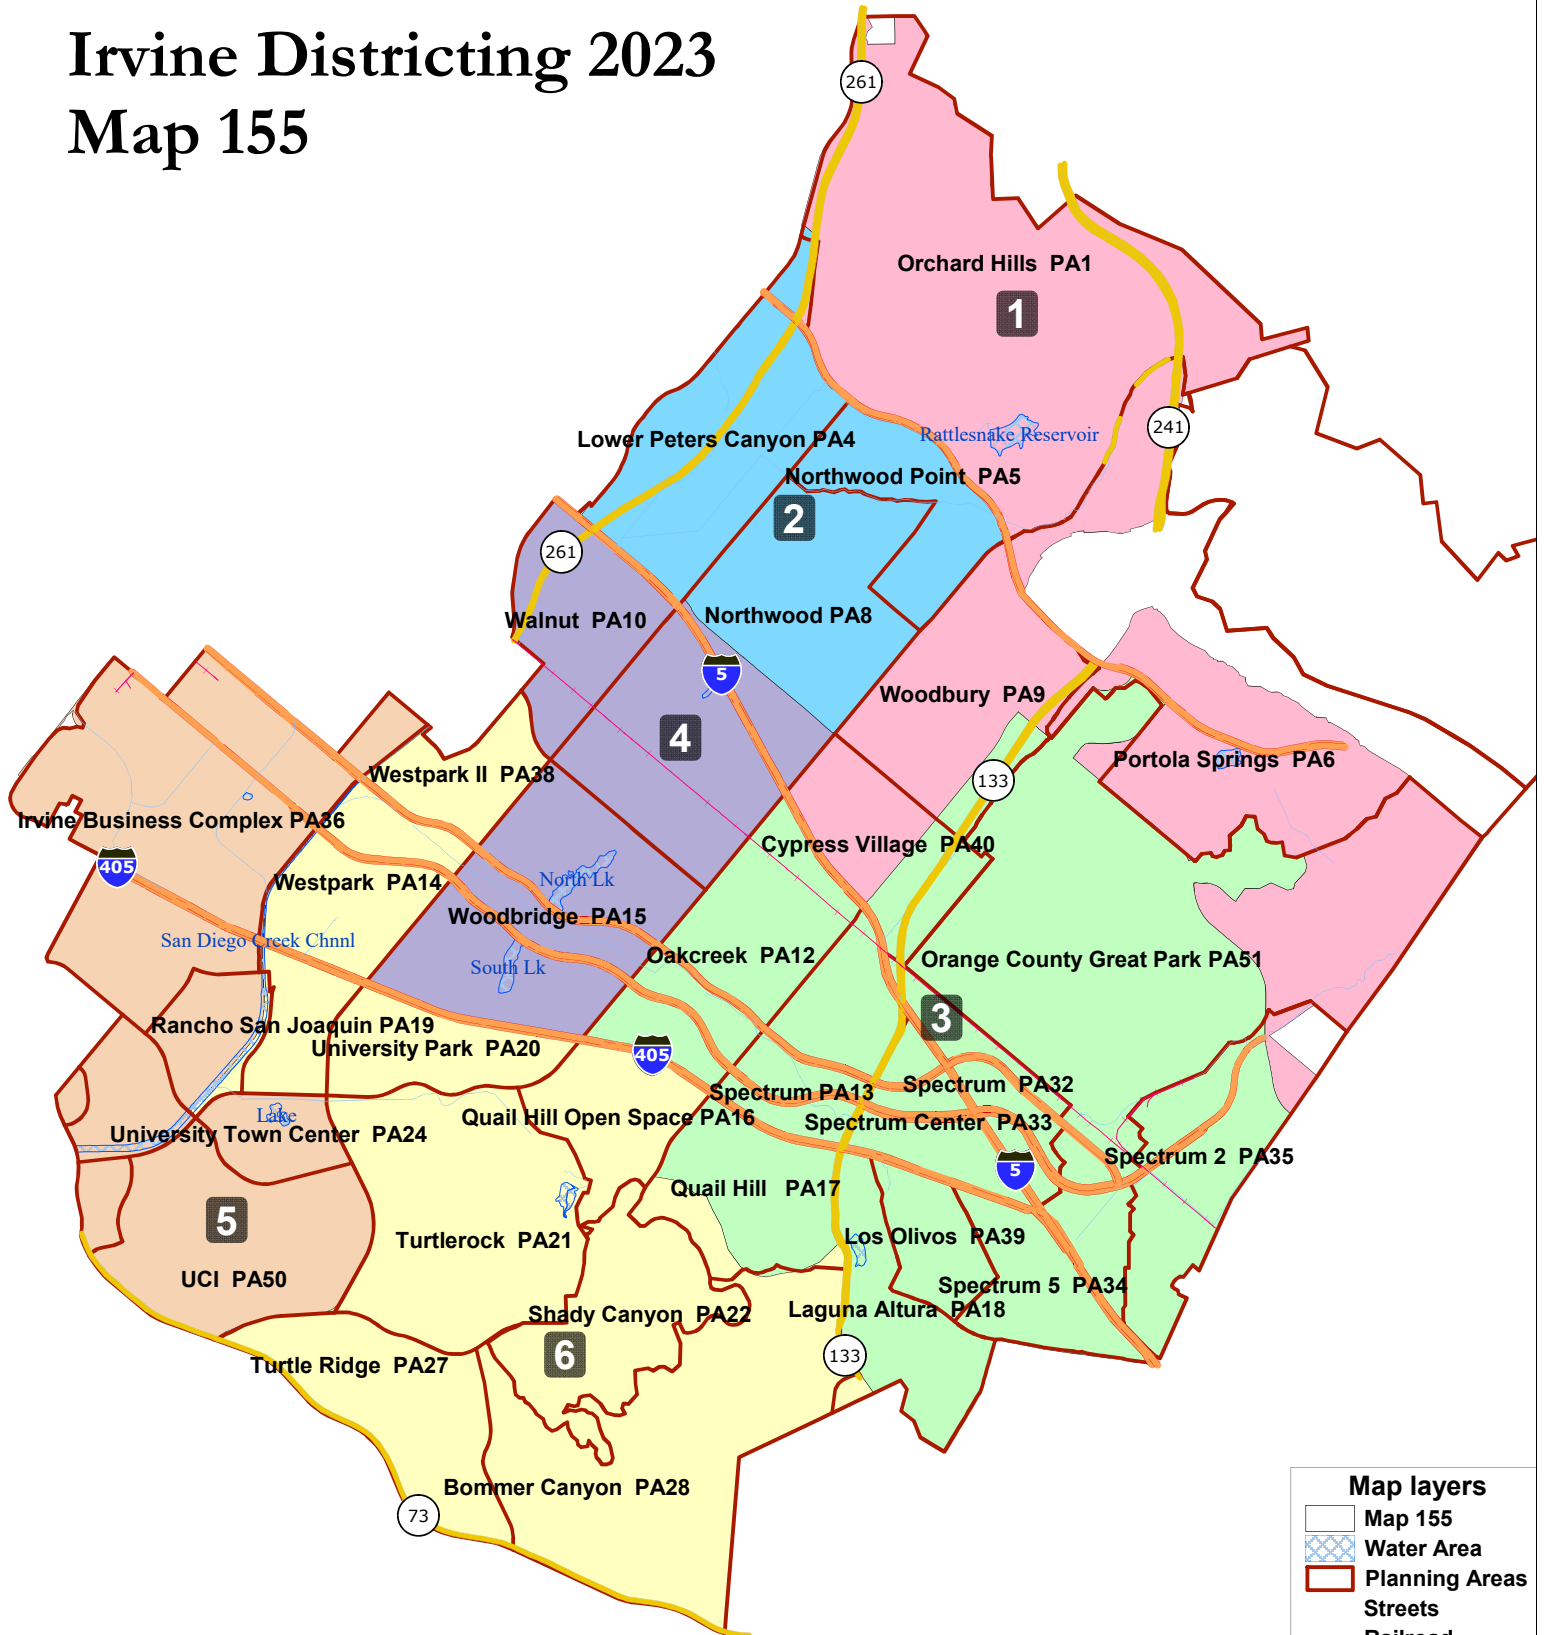 Irvine Districting 2023
Map 155
261
Orchard Hills PA1
1
Lower Peters Canyon PA4
Rattlesnake Reservoir
241
Northwood Point PA5
2
261
Walnut PA10
Northwood PA8
5
Woodbury PA9
4
Westpark II PA38
133
Portola Springs PA6
Irvine Business Complex PA36
Cypress Village PA40
405
Westpark PA14
North Lk
Woodbridge PA15
San Diego Creek Chnnl
South Lk
Oakcreek PA12
Orange County Great Park PA51
3
Rancho San Joaquin PA19
University Park PA20
405
Spectrum PA13
Spectrum PA32
Lake
Quail Hill Open Space PA16
Spectrum Center PA33
University Town Center PA24
Spectrum 2 PA35
5
Quail Hill PA17
5
Turtlerock PA21
Los Olivos PA39
UCI PA50
Spectrum 5 PA34
Shady Canyon PA22
Laguna Altura PA18
6
133
Turtle Ridge PA27
Bommer Canyon PA28
73
Map layers
Map 155
Water Area
Planning Areas
Streets
Railroad